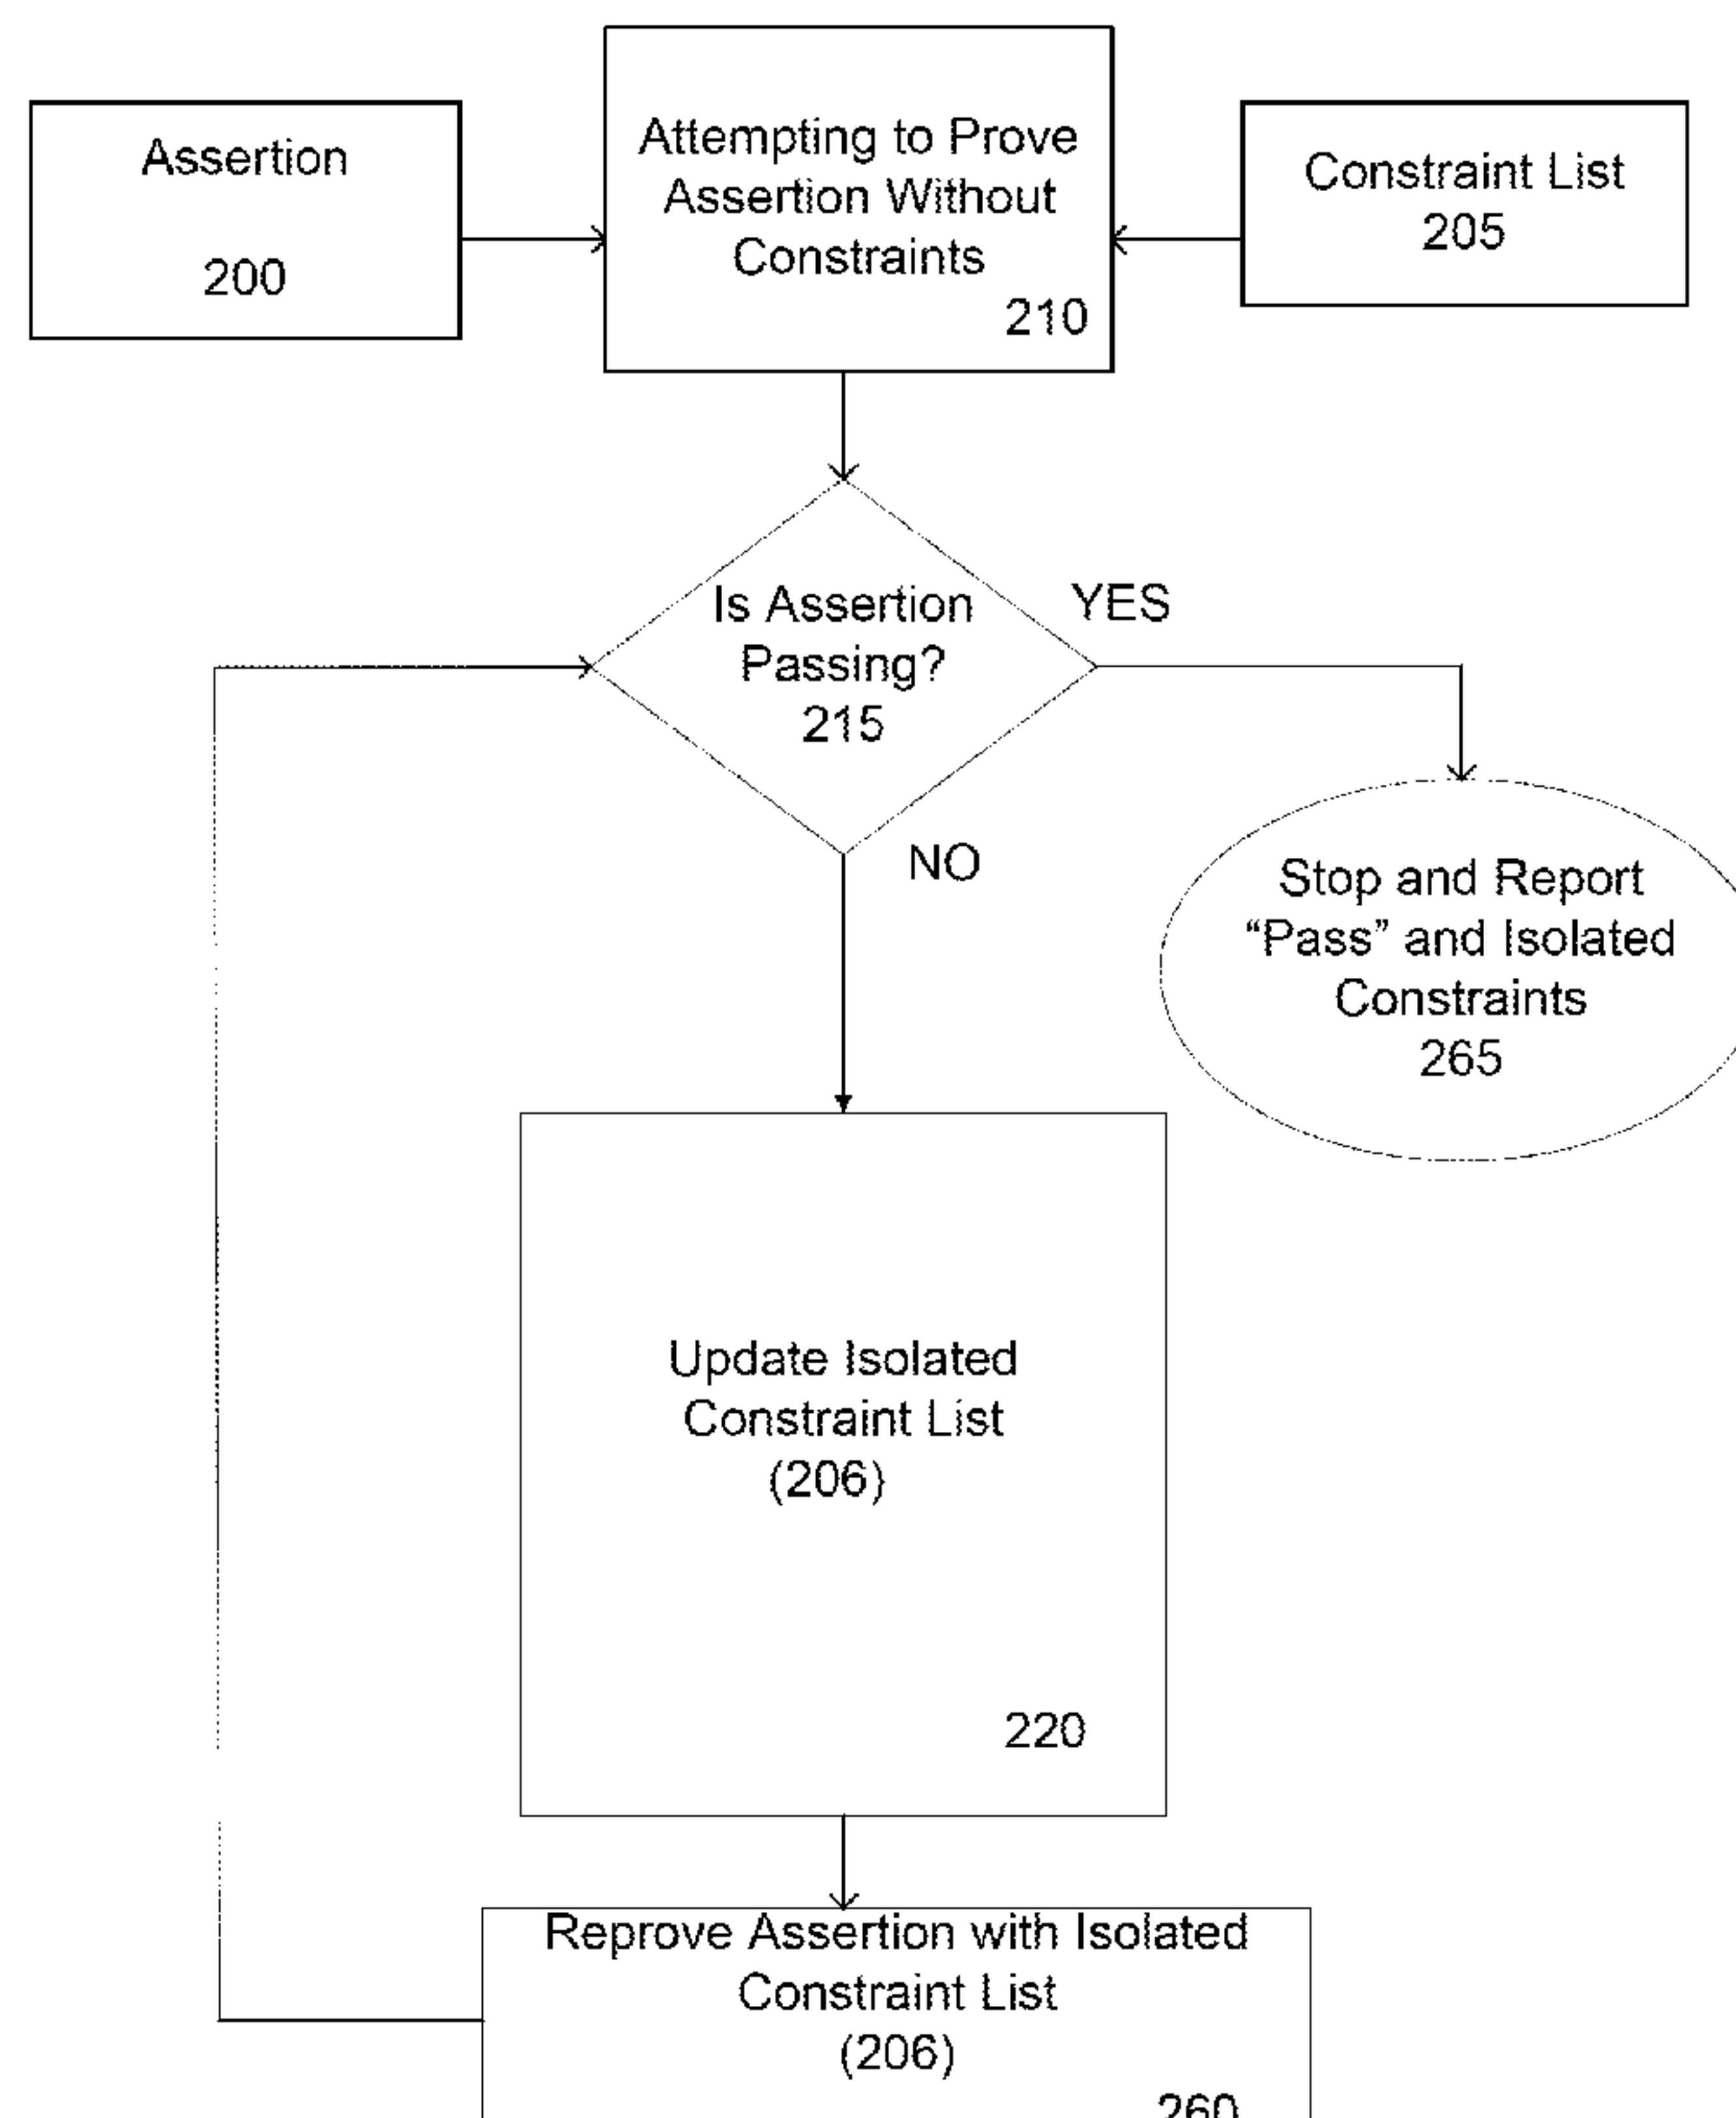 Assertion
200
Attempting to Prove
Assertion Without
Constraints
210
Constraint List
205
Is Assertion
Passing?
215
YES
NO
Stop and Report
“Pass” and Isolated
Constraints
265
Update Isolated
Constraint List
(206)
220
Reprove Assertion with Isolated
Constraint List
(206)
260